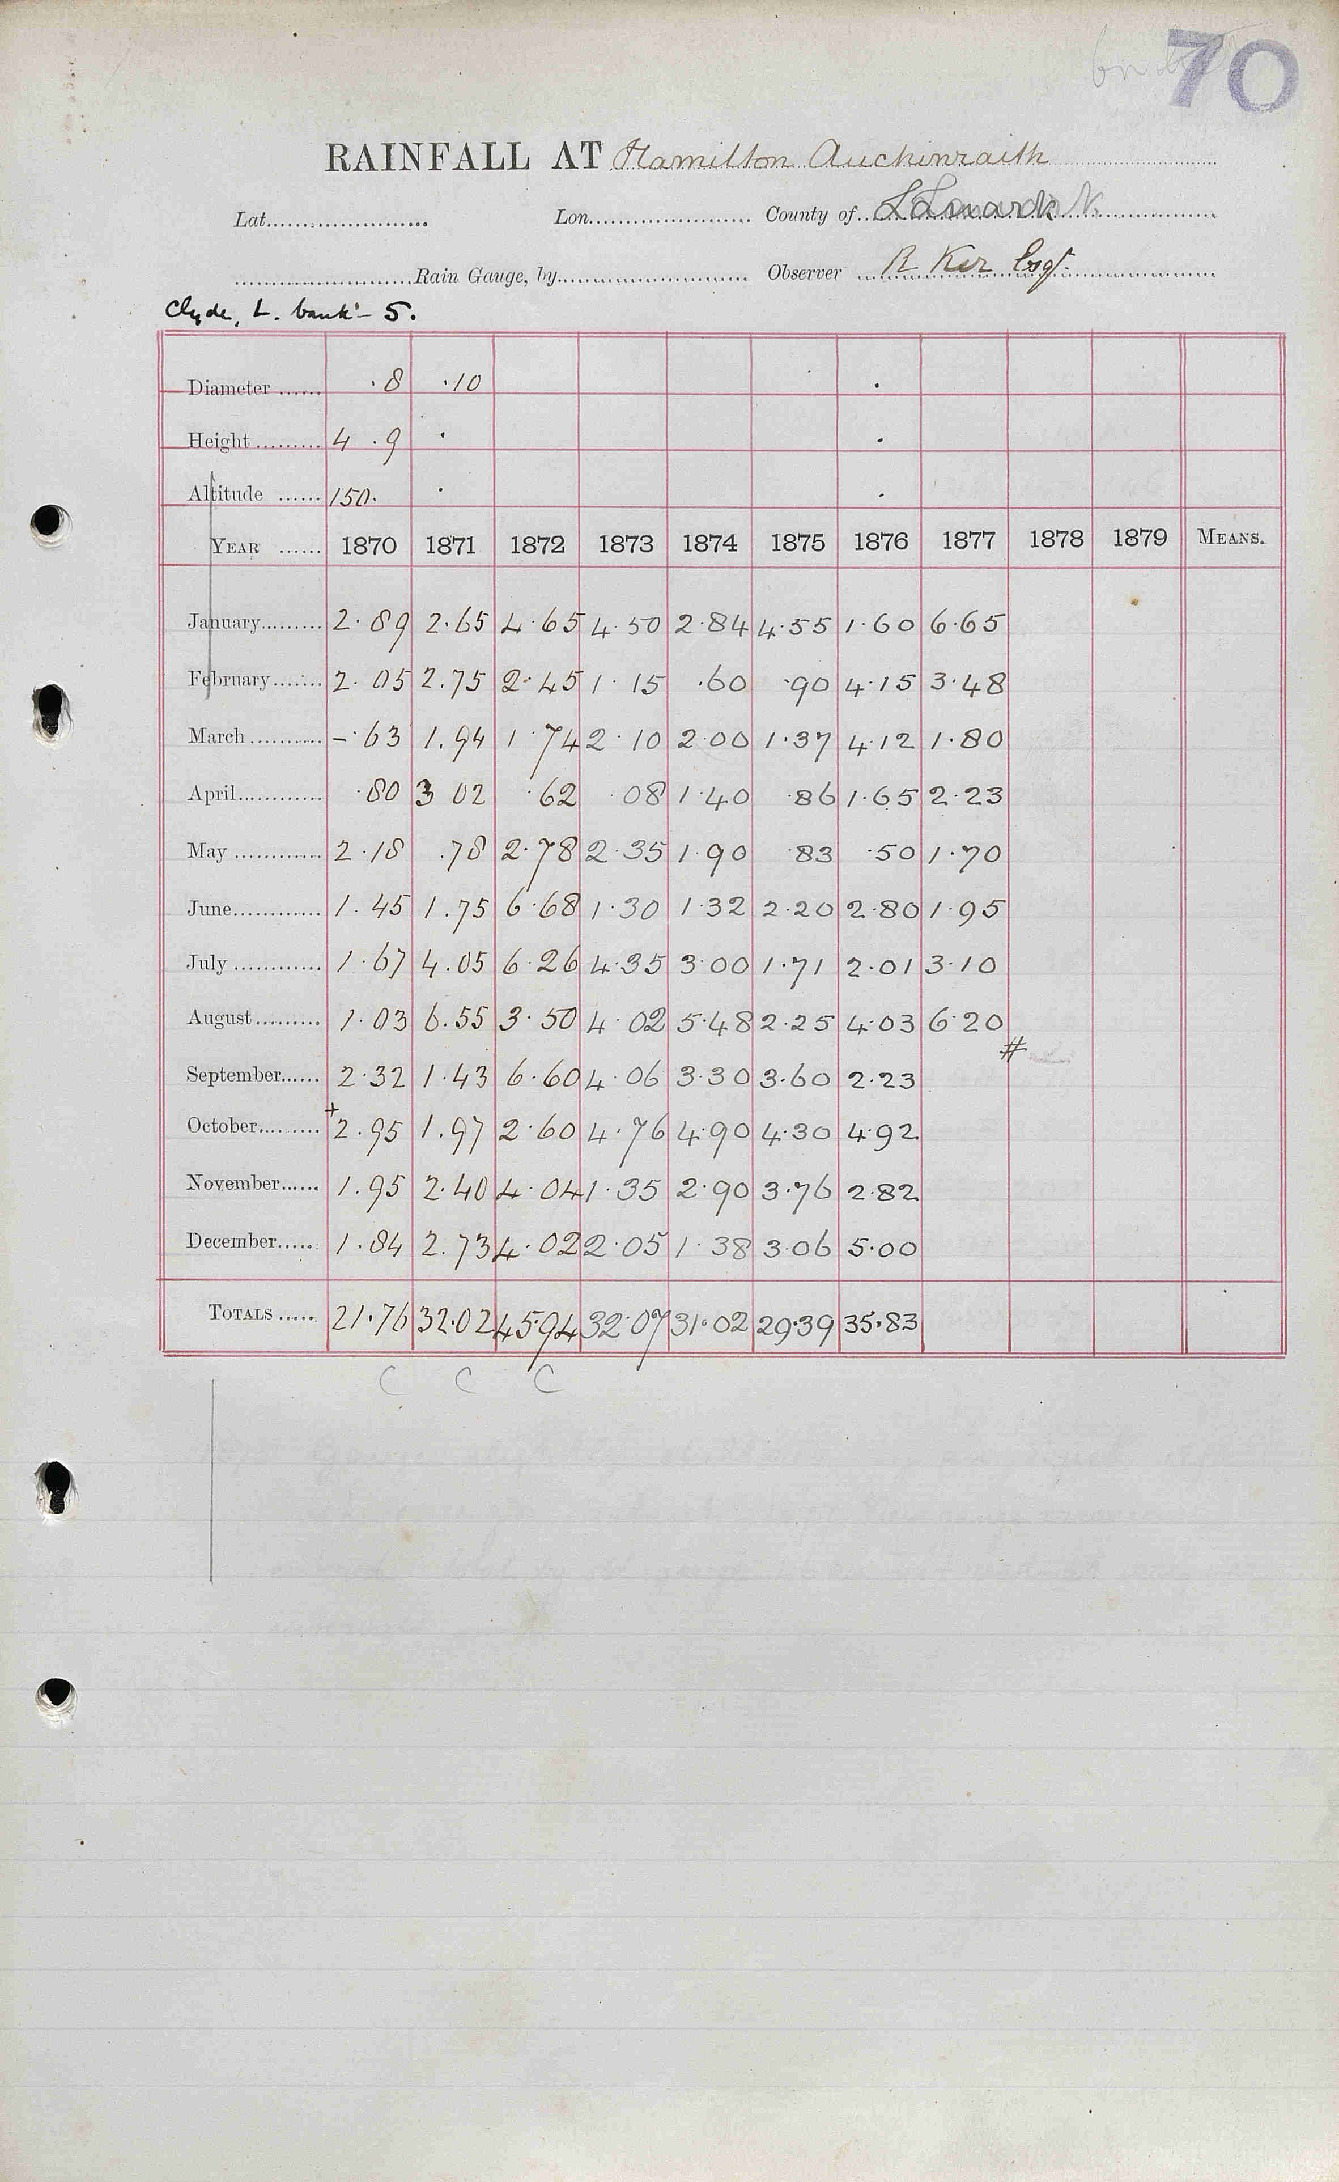 70
RAINFALL AT Hamilton Auchinraith
Lat. Lon. County of Lanark
Rain Gauge, by Observer R Ker Esqr.
Clyde, L. bank - 5.
Diameter ...... .8 .10
Height ......... 4 .9
Altitude ...... 150.
YEAR ...... 1870 1871 1872 1873 1874 1875 1876 1877 1878 1879 MEANS.
January......... 2.89 2.65 4.65 4.50 2.84 4.55 1.60 6.65
February....... 2.05 2.75 2.45 1.15 .60 .90 4.15 3.48
March ........... -.63 1.94 1.74 2.10 2.00 1.37 4.12 1.80
April............. .80 3 02 .62 .08 1.40 .86 1.65 2.23
May .............. 2.18 .78 2.78 2.35 1.90 .83 .50 1.70
June.............. 1.45 1.75 6.68 1.30 1.32 2.20 2.80 1.95
July .............. 1.67 4.05 6.26 4.35 3.00 1.71 2.01 3.10
August.......... 1.03 6.55 3.50 4.02 5.48 2.25 4.03 6.20 #
September...... 2.32 1.43 6.60 4.06 3.30 3.60 2.23
October......... +2.95 1.97 2.60 4.76 4.90 4.30 4.92
November...... 1.95 2.40 4.04 1.35 2.90 3.76 2.82
December...... 1.84 2.73 4.02 2.05 1.38 3.06 5.00
TOTALS ..... 21.76 32.02 45.94 32.07 31.02 29.39 35.83
C C C